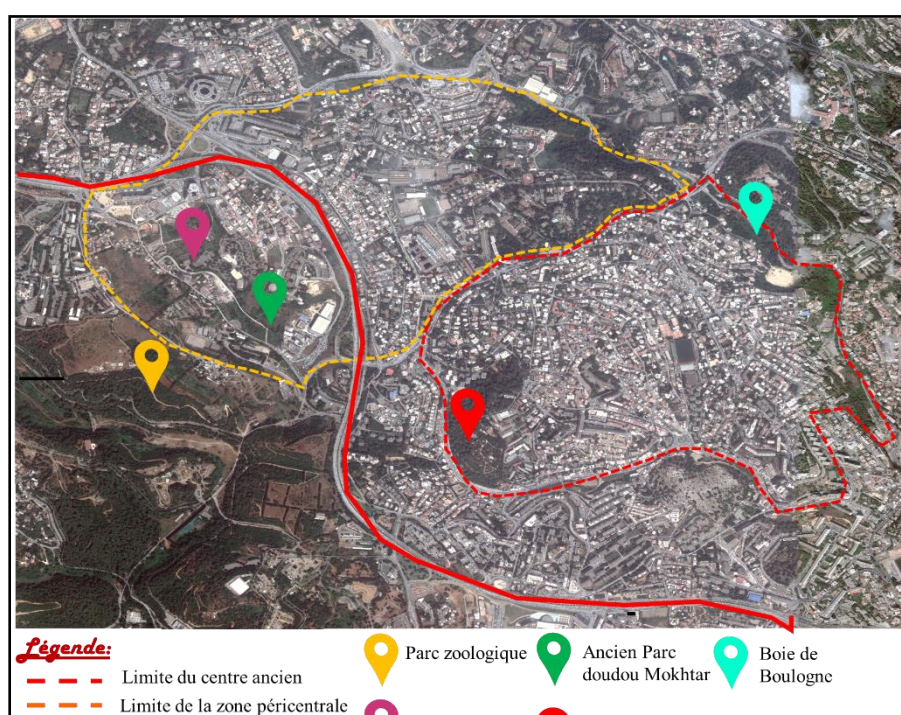 Légende:
Limite du centre ancien
Limite de la zone péricentrale
Parc zoologique
Ancien Parc
doudou Mokhtar
Boie de
Boulogne